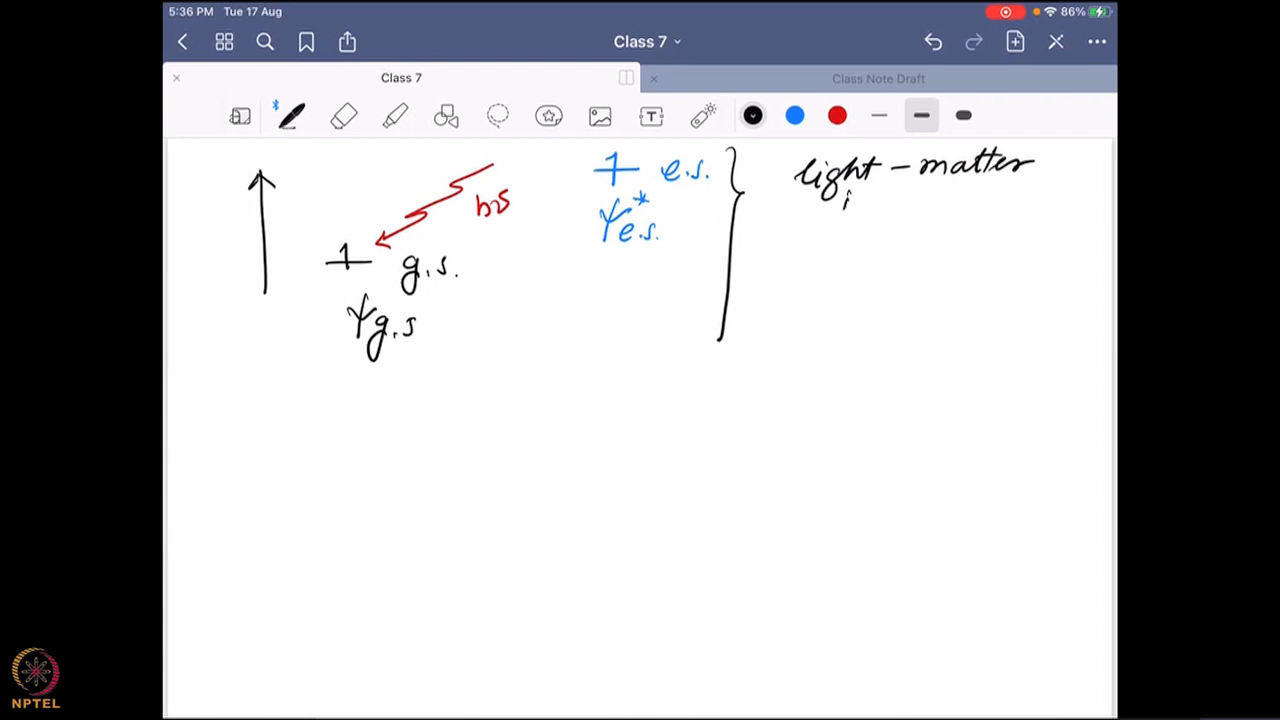 5:36 PM Tue 17 Aug
86%
Class 7
Class 7
Class Note Draft
T
light - matter
i
e.s.
ψ*e.s.
hν
g.s.
ψg.s
NPTEL